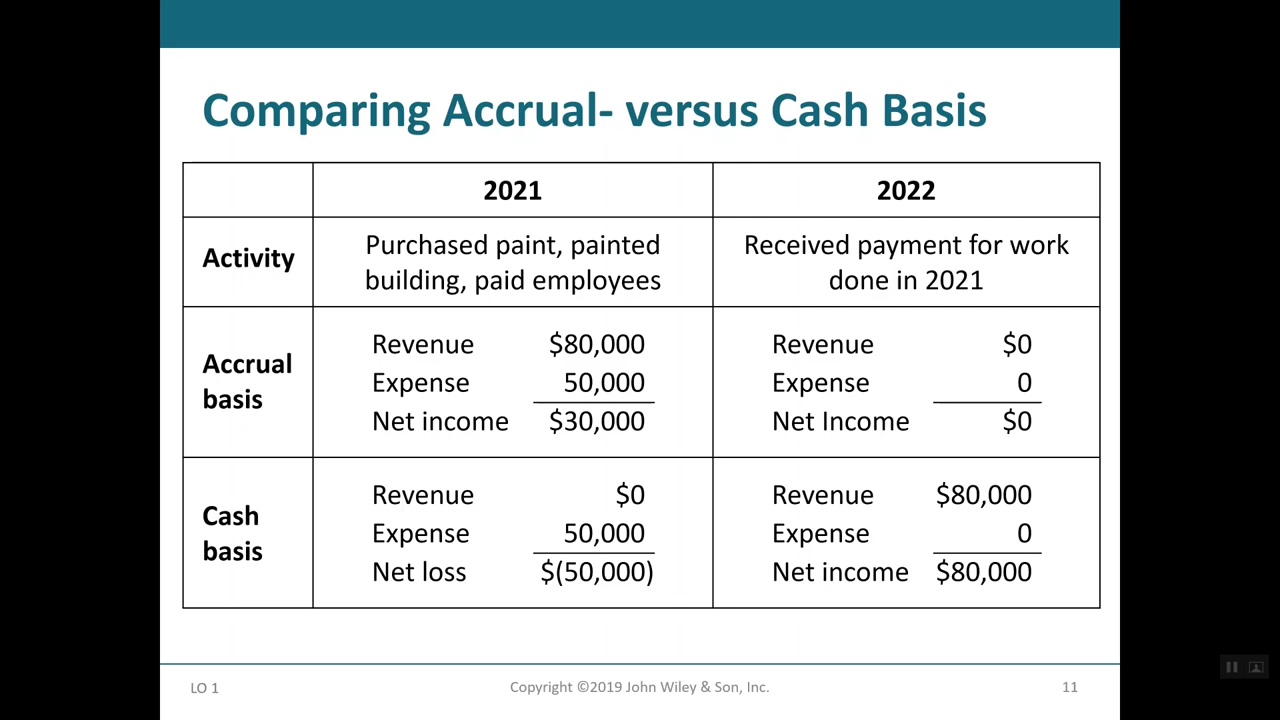 Comparing Accrual- versus Cash Basis
2021 2022
Activity
Purchased paint, painted
building, paid employees
Received payment for work
done in 2021
Accrual
basis
Revenue $80,000
Expense 50,000
Net income $30,000
Revenue $0
Expense 0
Net Income $0
Cash
basis
Revenue $0
Expense 50,000
Net loss $(50,000)
Revenue $80,000
Expense 0
Net income $80,000
LO 1 Copyright ©2019 John Wiley & Son, Inc. 11